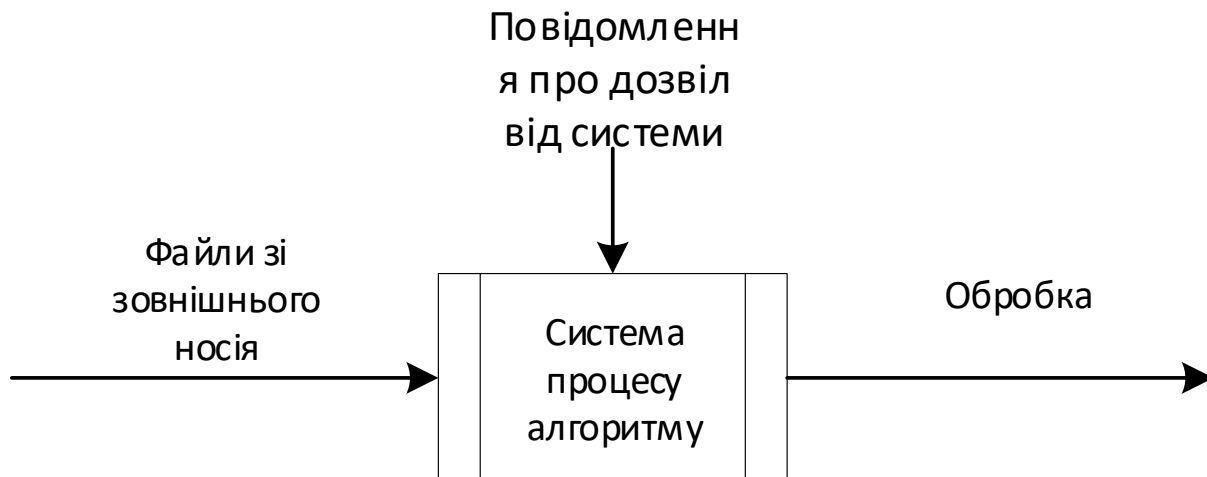 Повідомленн
я про дозвіл
від системи
Файли зі
зовнішнього
носія
Система
процесу
алгоритму
Обробка